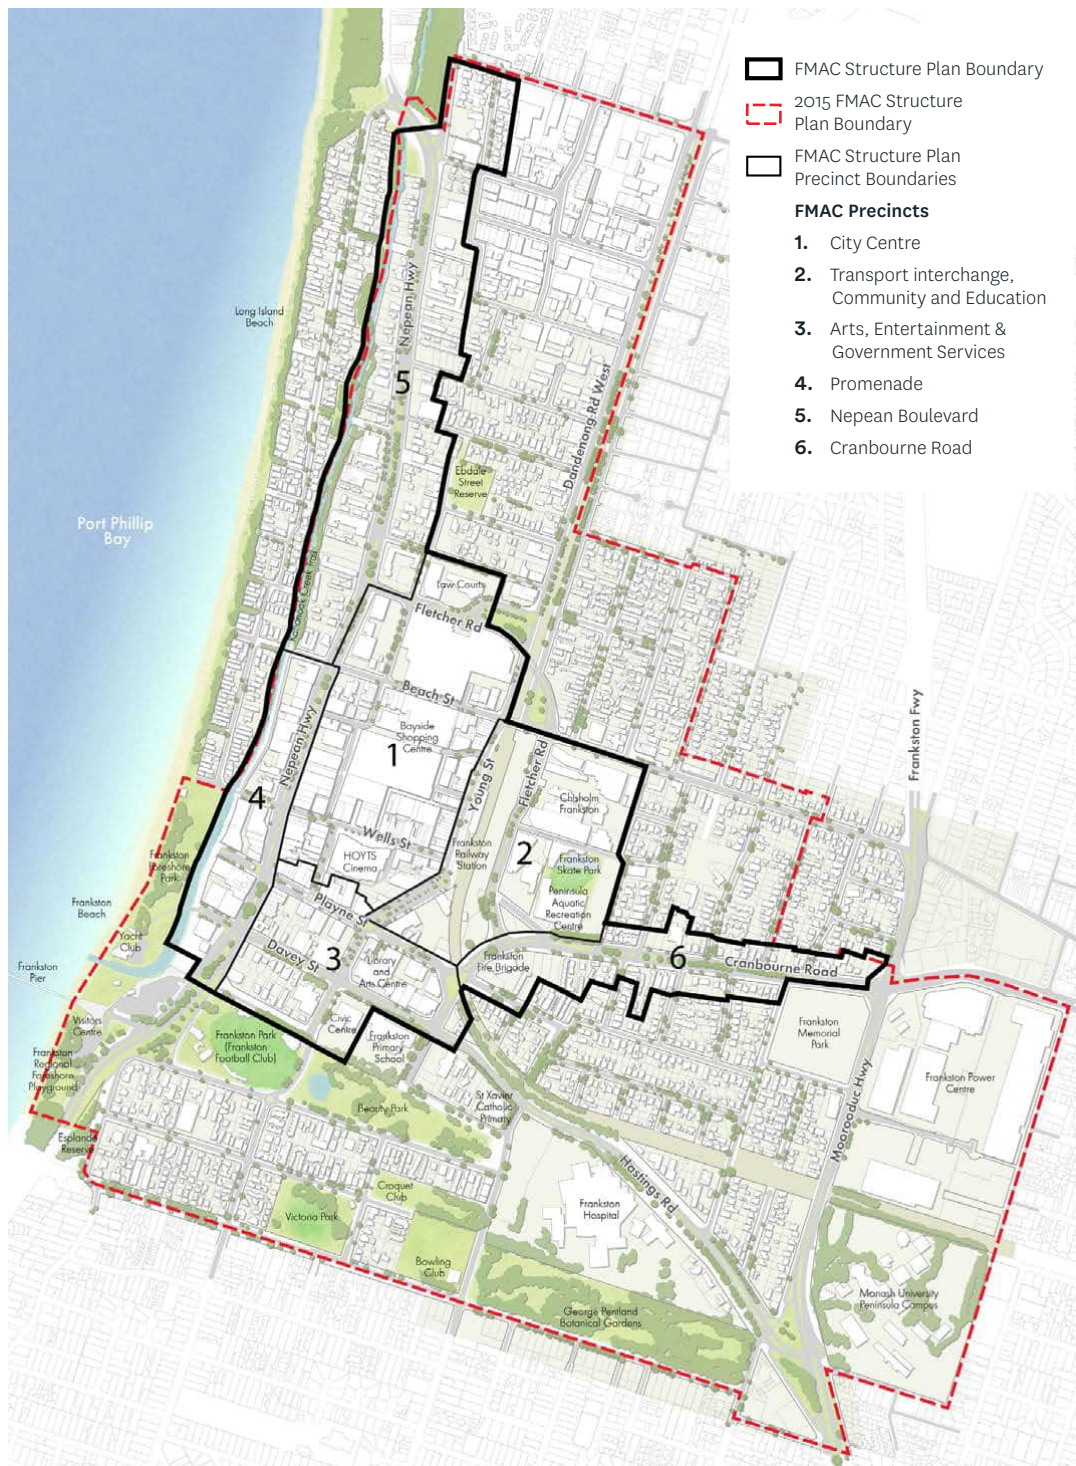 FMAC Structure Plan Boundary
2015 FMAC Structure
Plan Boundary
FMAC Structure Plan
Precinct Boundaries
FMAC Precincts
1. City Centre
2. Transport interchange,
Community and Education
3. Arts, Entertainment &
Government Services
4. Promenade
5. Nepean Boulevard
6. Cranbourne Road
Long Island
Beach
Nepean Hwy
5
Dandenong Rd West
Ebdale
Street
Reserve
Port Phillip
Bay
Kananook Creek Trail
Law Courts
Fletcher Rd
Beach St
Bayside
Shopping
Centre
1
Nepean Hwy
Young St
Fletcher Rd
Frankston Fwy
4
Chisholm
Frankston
Wells St
HOYTS
Cinema
Frankston
Railway
Station
2
Frankston
Skate Park
Peninsula
Aquatic
Recreation
Centre
Frankston
Foreshore
Park
Frankston
Beach
Playne St
Yacht
Club
Davey St
3
Library
and
Arts Centre
Frankston
Fire Brigade
6
Cranbourne Road
Frankston
Pier
Visitors
Centre
Civic
Centre
Frankston Park
(Frankston
Football Club)
Frankston
Primary
School
Frankston
Memorial
Park
Frankston
Regional
Foreshore
Playground
Frankston Power
Centre
Beauty Park
St Xavier
Catholic
Primary
Moorooduc Hwy
Esplanade
Reserve
Hastings Rd
Croquet
Club
Victoria Park
Frankston
Hospital
Bowling
Club
George Pentland
Botanical Gardens
Monash University
Peninsula Campus